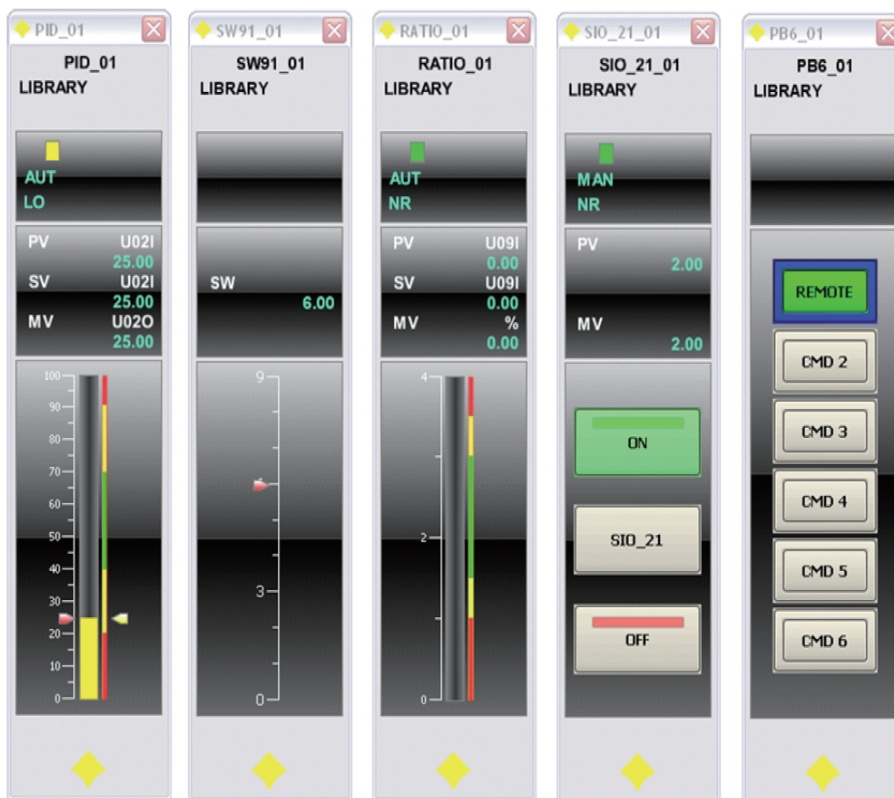 PID_01
PID_01
LIBRARY
AUT
LO
PV U02I
25.00
SV U02I
25.00
MV U02O
25.00
100
90
80
70
60
50
40
30
20
10
0
SW91_01
SW91_01
LIBRARY
SW
6.00
9
3
0
RATIO_01
RATIO_01
LIBRARY
AUT
NR
PV U09I
0.00
SV U09I
0.00
MV %
0.00
4
2
0
SIO_21_01
SIO_21_01
LIBRARY
MAN
NR
PV
2.00
MV
2.00
ON
SIO_21
OFF
PB6_01
PB6_01
LIBRARY
REMOTE
CMD 2
CMD 3
CMD 4
CMD 5
CMD 6